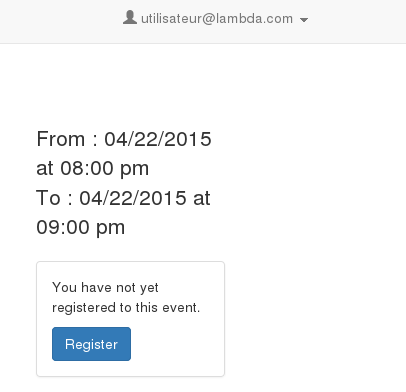 utilisateur@lambda.com
From : 04/22/2015
at 08:00 pm
To : 04/22/2015 at
09:00 pm
You have not yet
registered to this event.
Register